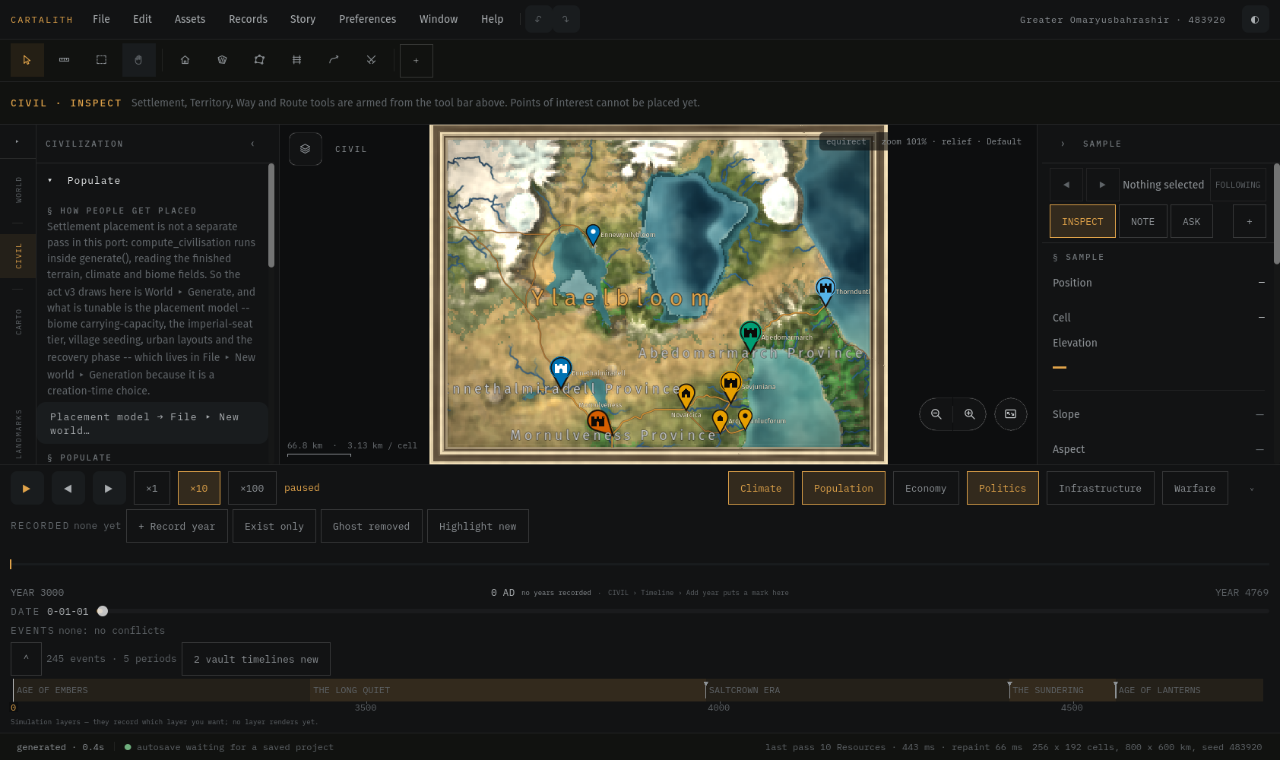 CARTALITH File Edit Assets Records Story Preferences Window Help Greater Omaryusbahrashir · 483920
CIVIL · INSPECT Settlement, Territory, Way and Route tools are armed from the tool bar above. Points of interest cannot be placed yet.
WORLD
CIVIL
CARTO
LANDMARKS
CIVILIZATION
Populate
§ HOW PEOPLE GET PLACED
Settlement placement is not a separate
pass in this port: compute_civilisation runs
inside generate(), reading the finished
terrain, climate and biome fields. So the
act v3 draws here is World ▸ Generate, and
what is tunable is the placement model --
biome carrying-capacity, the imperial-seat
tier, village seeding, urban layouts and the
recovery phase -- which lives in File ▸ New
world ▸ Generation because it is a
creation-time choice.
Placement model → File ▸ New
world…
§ POPULATE
CIVIL
equirect · zoom 101% · relief · Default
Ylaelbloom
Abedomarmarch
Abedomarmarch Province
nnethalmiradell Province
Novacita
Mornulveness Province
66.8 km · 3.13 km / cell
SAMPLE
Nothing selected FOLLOWING
INSPECT NOTE ASK +
§ SAMPLE
Position —
Cell —
Elevation
—
Slope —
Aspect —
×1 ×10 ×100 paused Climate Population Economy Politics Infrastructure Warfare
RECORDED none yet + Record year Exist only Ghost removed Highlight new
YEAR 3000 0 AD no years recorded · CIVIL › Timeline › Add year puts a mark here YEAR 4769
DATE 0-01-01
EVENTS none: no conflicts
^ 245 events · 5 periods 2 vault timelines new
AGE OF EMBERS THE LONG QUIET SALTCROWN ERA THE SUNDERING AGE OF LANTERNS
0 3500 4000 4500
Simulation layers — they record which layer you want; no layer renders yet.
generated · 0.4s autosave waiting for a saved project last pass 10 Resources · 443 ms · repaint 66 ms 256 x 192 cells, 800 x 600 km, seed 483920